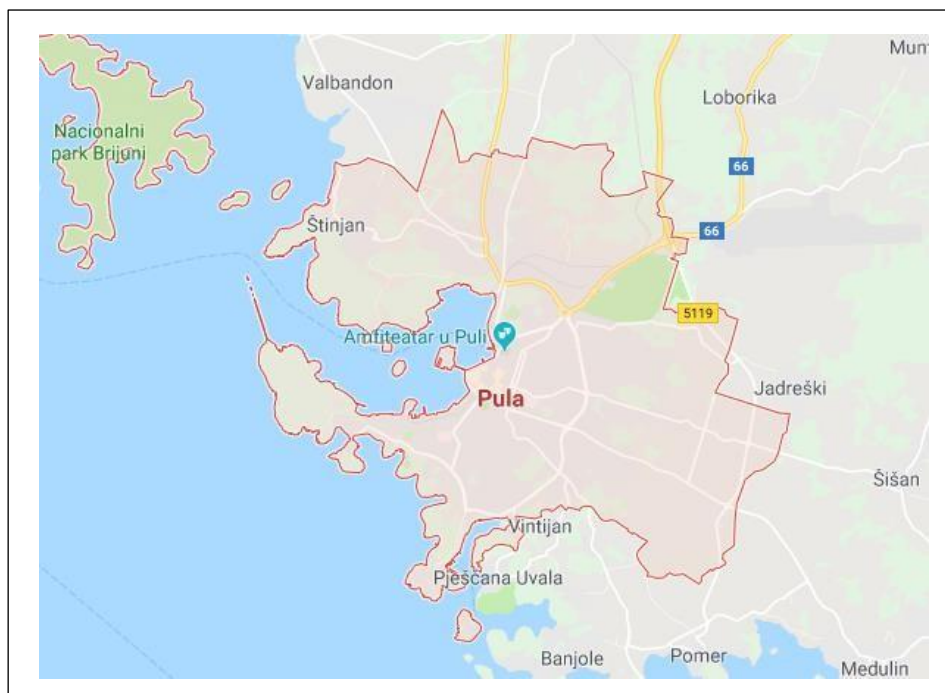 Mun
Valbandon
Loborika
Nacionalni
park Brijuni
66
Štinjan
66
5119
Amfiteatar u Puli
Pula
Jadreški
Šišan
Vintijan
Pješčana Uvala
Banjole
Pomer
Medulin